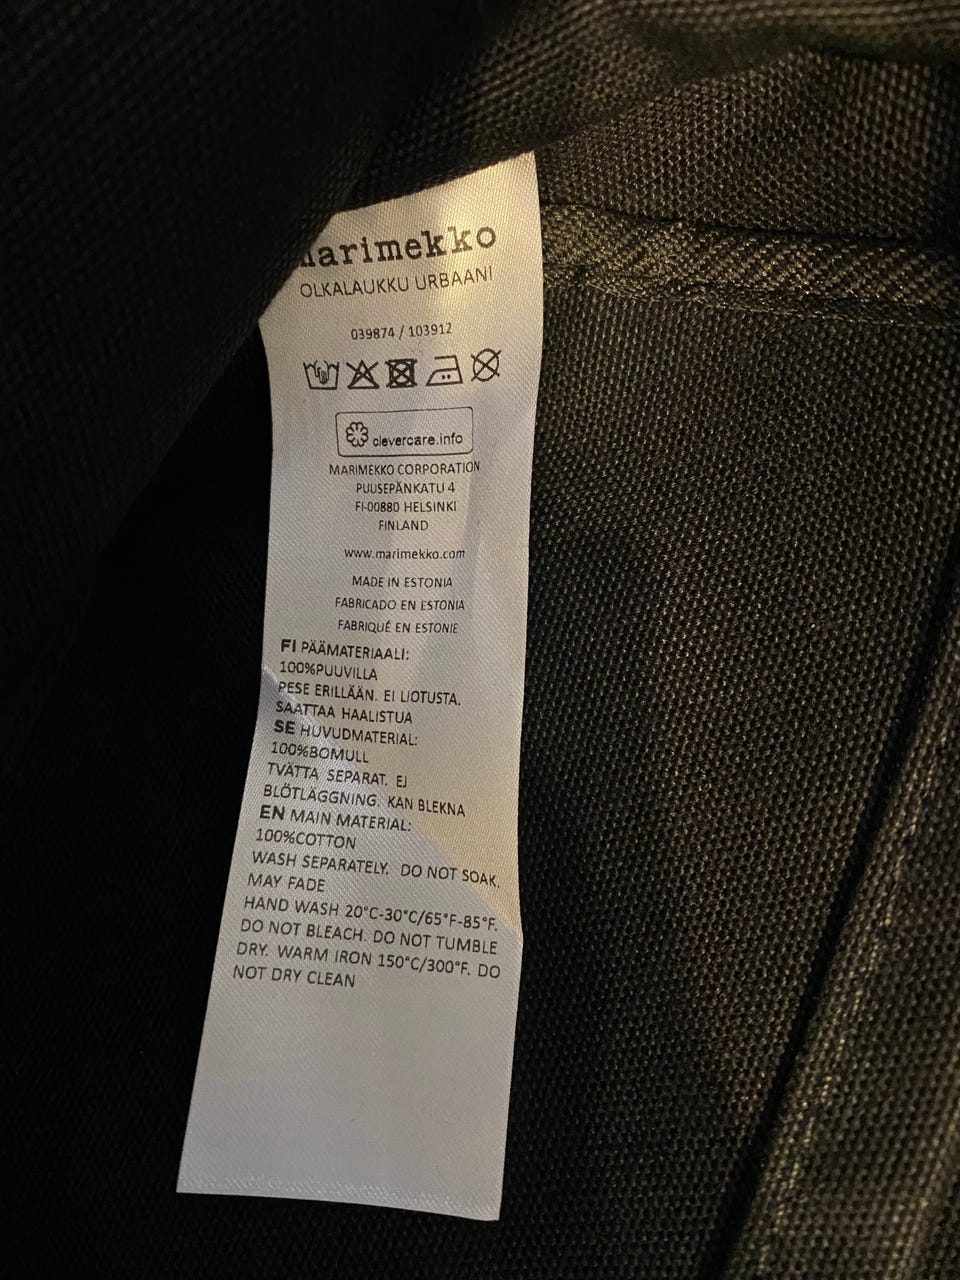 marimekko
OLKALAUKKU URBAANI
039874 / 103912
clevercare.info
MARIMEKKO CORPORATION
PUUSEPÄNKATU 4
FI-00880 HELSINKI
FINLAND
www.marimekko.com
MADE IN ESTONIA
FABRICADO EN ESTONIA
FABRIQUÉ EN ESTONIE
FI PÄÄMATERIAALI:
100%PUUVILLA
PESE ERILLÄÄN. EI LIOTUSTA.
SAATTAA HAALISTUA
SE HUVUDMATERIAL:
100%BOMULL
TVÄTTA SEPARAT. EJ
BLÖTLÄGGNING. KAN BLEKNA
EN MAIN MATERIAL:
100%COTTON
WASH SEPARATELY. DO NOT SOAK.
MAY FADE
HAND WASH 20°C-30°C/65°F-85°F.
DO NOT BLEACH. DO NOT TUMBLE
DRY. WARM IRON 150°C/300°F. DO
NOT DRY CLEAN